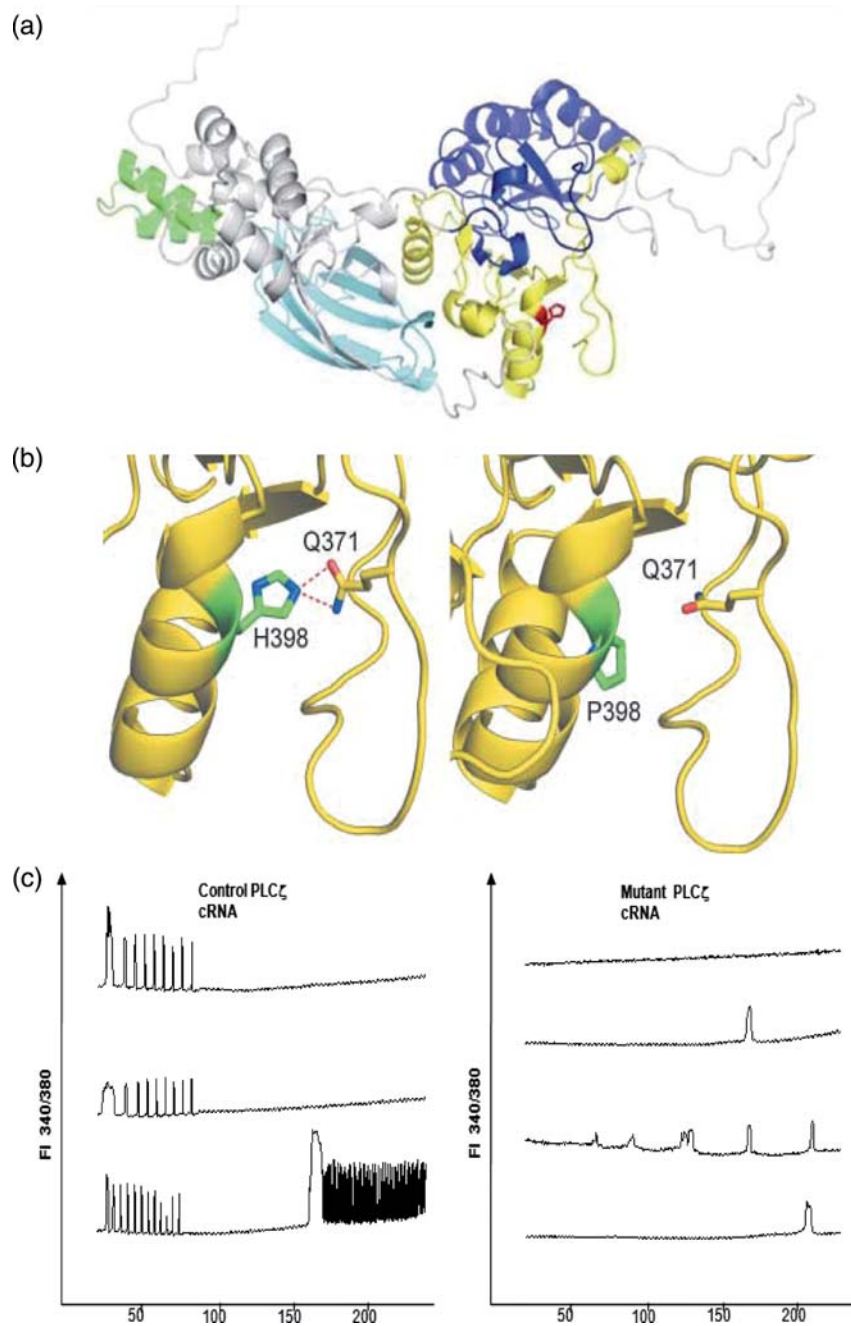 (a)
(b)
Q371
H398
Q371
P398
(c)
Control PLCζ
cRNA
FI 340/380
50
100
150
200
Mutant PLCζ
cRNA
FI 340/380
50
100
150
200